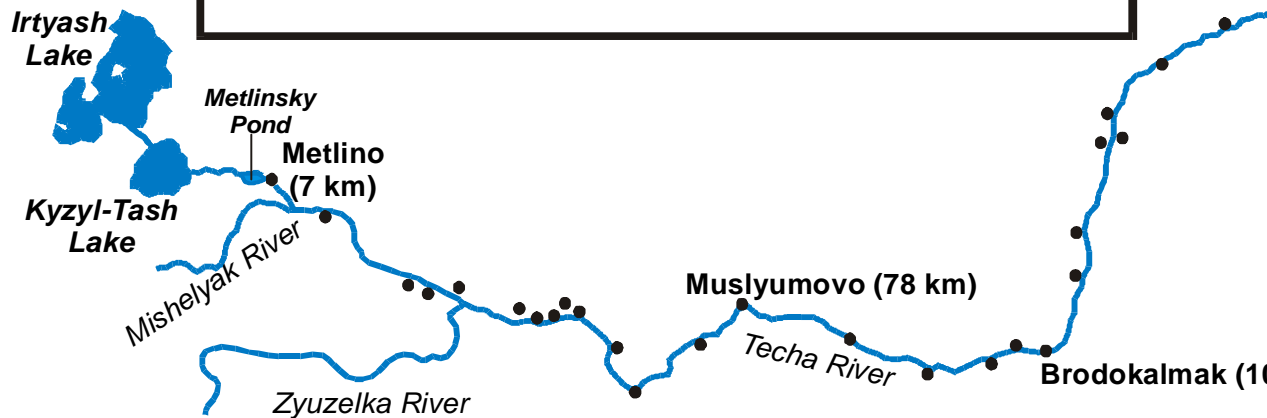 Irtyash
Lake
Metlinsky
Pond
Metlino
(7 km)
Kyzyl-Tash
Lake
Mishelyak River
Muslyumovo (78 km)
Techa River
Brodokalmak (10
Zyuzelka River